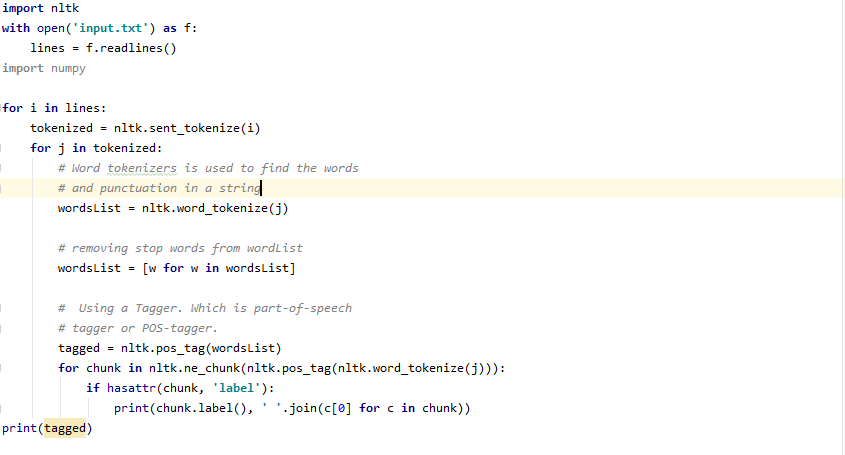 import nltk
with open('input.txt') as f:
    lines = f.readlines()
import numpy

for i in lines:
    tokenized = nltk.sent_tokenize(i)
    for j in tokenized:
        # Word tokenizers is used to find the words
        # and punctuation in a string
        wordsList = nltk.word_tokenize(j)

        # removing stop words from wordList
        wordsList = [w for w in wordsList]

        #  Using a Tagger. Which is part-of-speech
        # tagger or POS-tagger.
        tagged = nltk.pos_tag(wordsList)
        for chunk in nltk.ne_chunk(nltk.pos_tag(nltk.word_tokenize(j))):
            if hasattr(chunk, 'label'):
                print(chunk.label(), ' '.join(c[0] for c in chunk))
print(tagged)